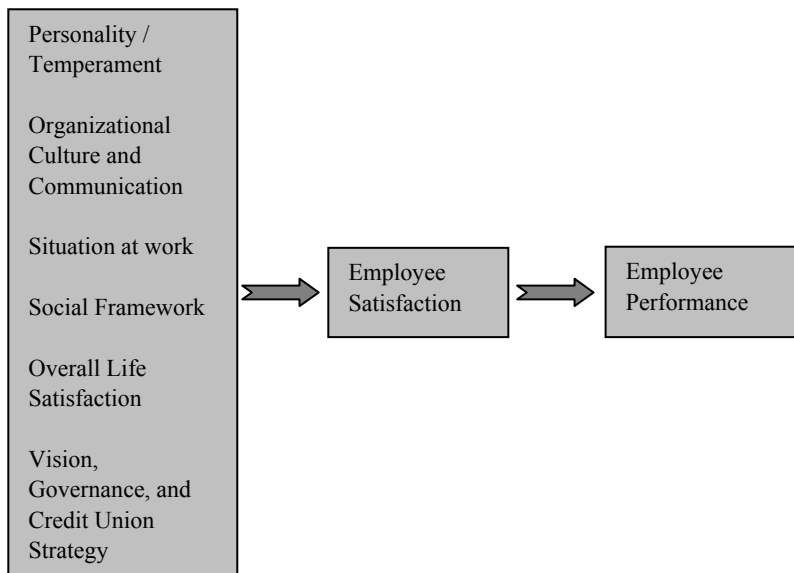 Personality /
Temperament
Organizational
Culture and
Communication
Situation at work
Social Framework
Overall Life
Satisfaction
Vision,
Governance, and
Credit Union
Strategy
Employee
Satisfaction
Employee
Performance